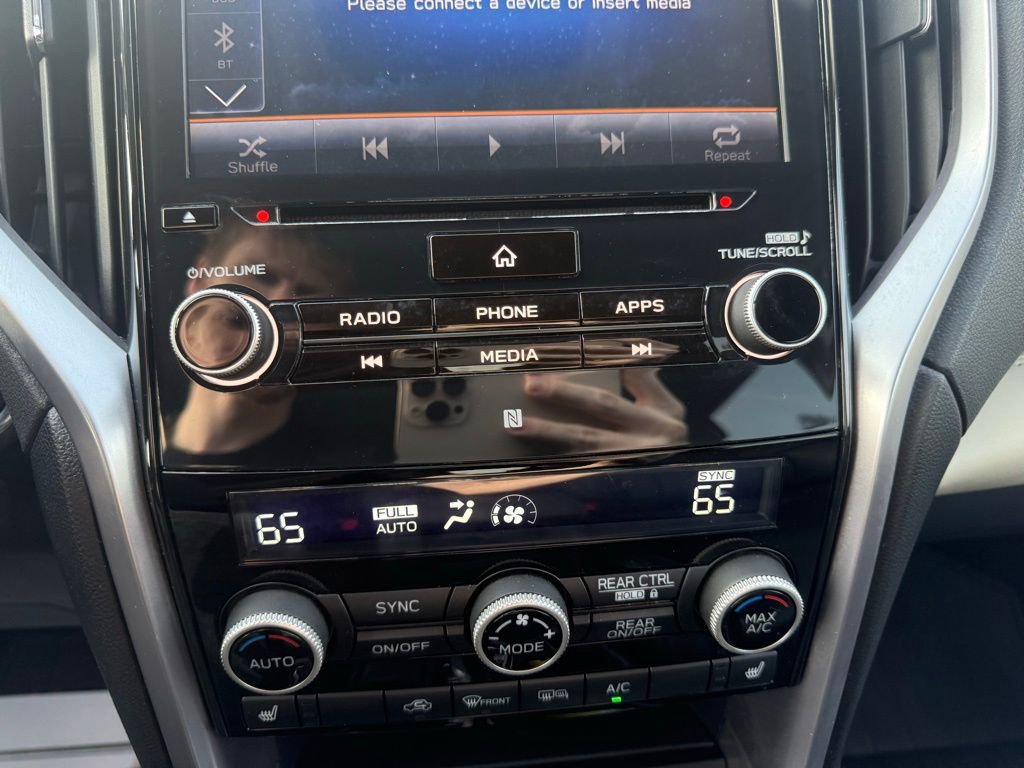 Please connect a device or insert media
BT
Shuffle
Repeat
HOLD
/VOLUME
TUNE/SCROLL
RADIO
PHONE
APPS
MEDIA
N
SYNC
65
FULL
AUTO
65
REAR CTRL
HOLD
SYNC
MAX
A/C
REAR
ON/OFF
ON/OFF
MODE
AUTO
FRONT
A/C